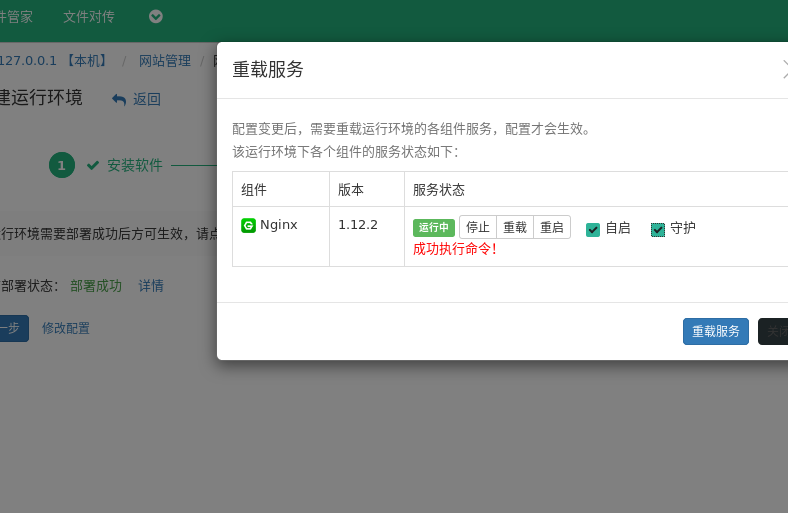 件管家 文件对传
127.0.0.1 【本机】 / 网站管理 /
建运行环境 返回
1 安装软件
行环境需要部署成功后方可生效，请点
部署状态： 部署成功 详情
一步 修改配置
重载服务
配置变更后，需要重载运行环境的各组件服务，配置才会生效。
该运行环境下各个组件的服务状态如下：
组件 版本 服务状态
Nginx 1.12.2 运行中 停止 重载 重启 自启 守护
成功执行命令！
重载服务 关闭